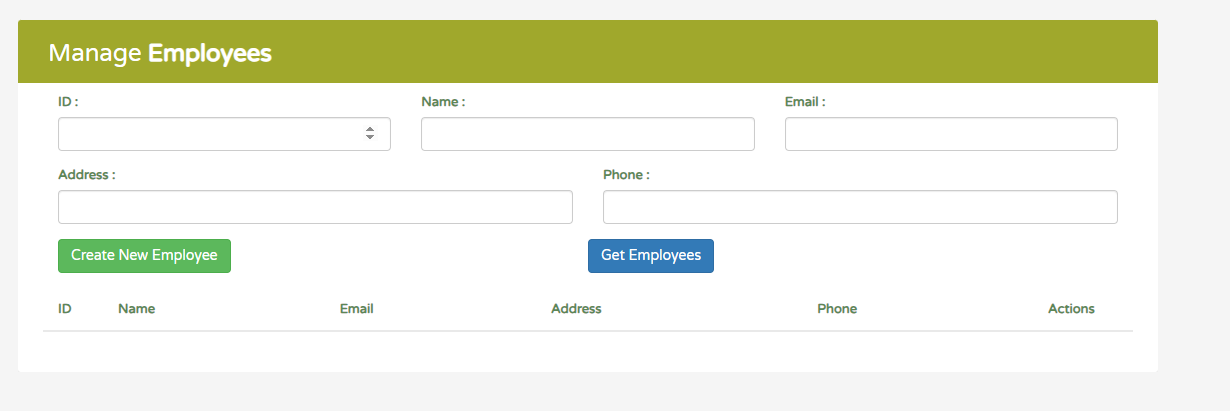 Manage Employees
ID : Name : Email :
Address : Phone :
Create New Employee Get Employees
ID Name Email Address Phone Actions